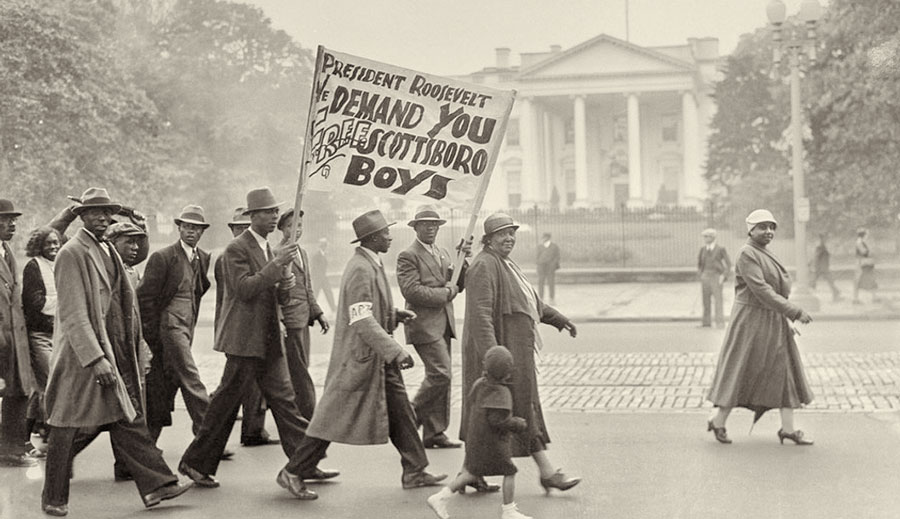 PRESIDENT ROOSEVELT
WE DEMAND YOU
FREE SCOTTSBORO
BOYS